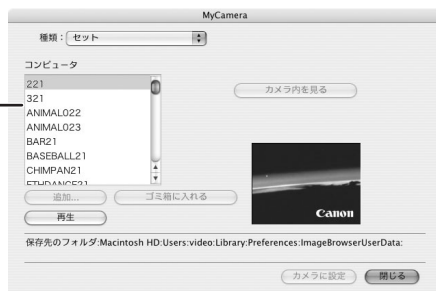 MyCamera
種類：セット
コンピュータ
221
321
ANIMAL022
ANIMAL023
BAR21
BASEBALL21
CHIMPAN21
ETHDANCE21
カメラ内を見る
追加...
ゴミ箱に入れる
再生
Canon
保存先のフォルダ:Macintosh HD:Users:video:Library:Preferences:ImageBrowserUserData:
カメラに設定
閉じる